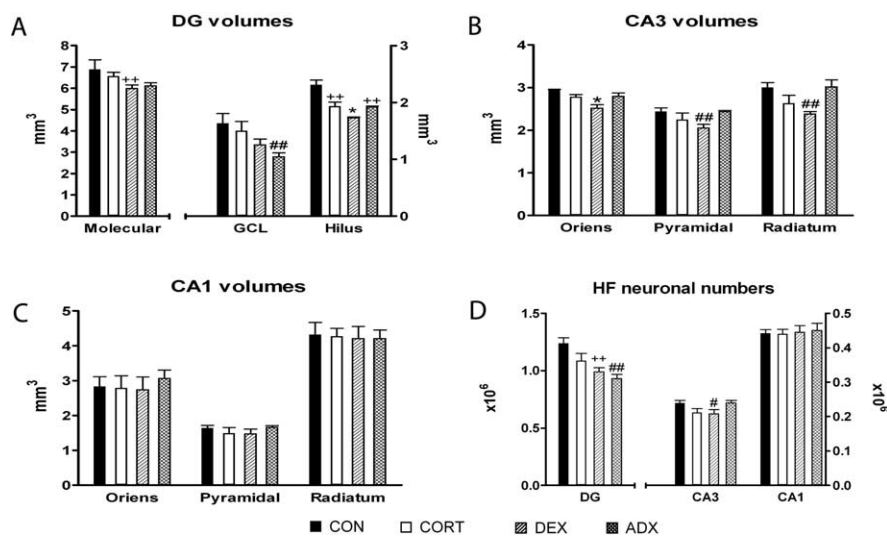 A
DG volumes
8
7
6
5
4
3
2
1
0
mm3
++
##
++
*
++
3
2
1
0
mm3
Molecular
GCL
Hilus
B
CA3 volumes
4
3
2
1
0
mm3
*
##
##
Oriens
Pyramidal
Radiatum
C
CA1 volumes
5
4
3
2
1
0
mm3
Oriens
Pyramidal
Radiatum
D
HF neuronal numbers
1.5
1.0
0.5
0.0
x106
++
##
#
0.5
0.4
0.3
0.2
0.1
0.0
x106
DG
CA3
CA1
CON
CORT
DEX
ADX